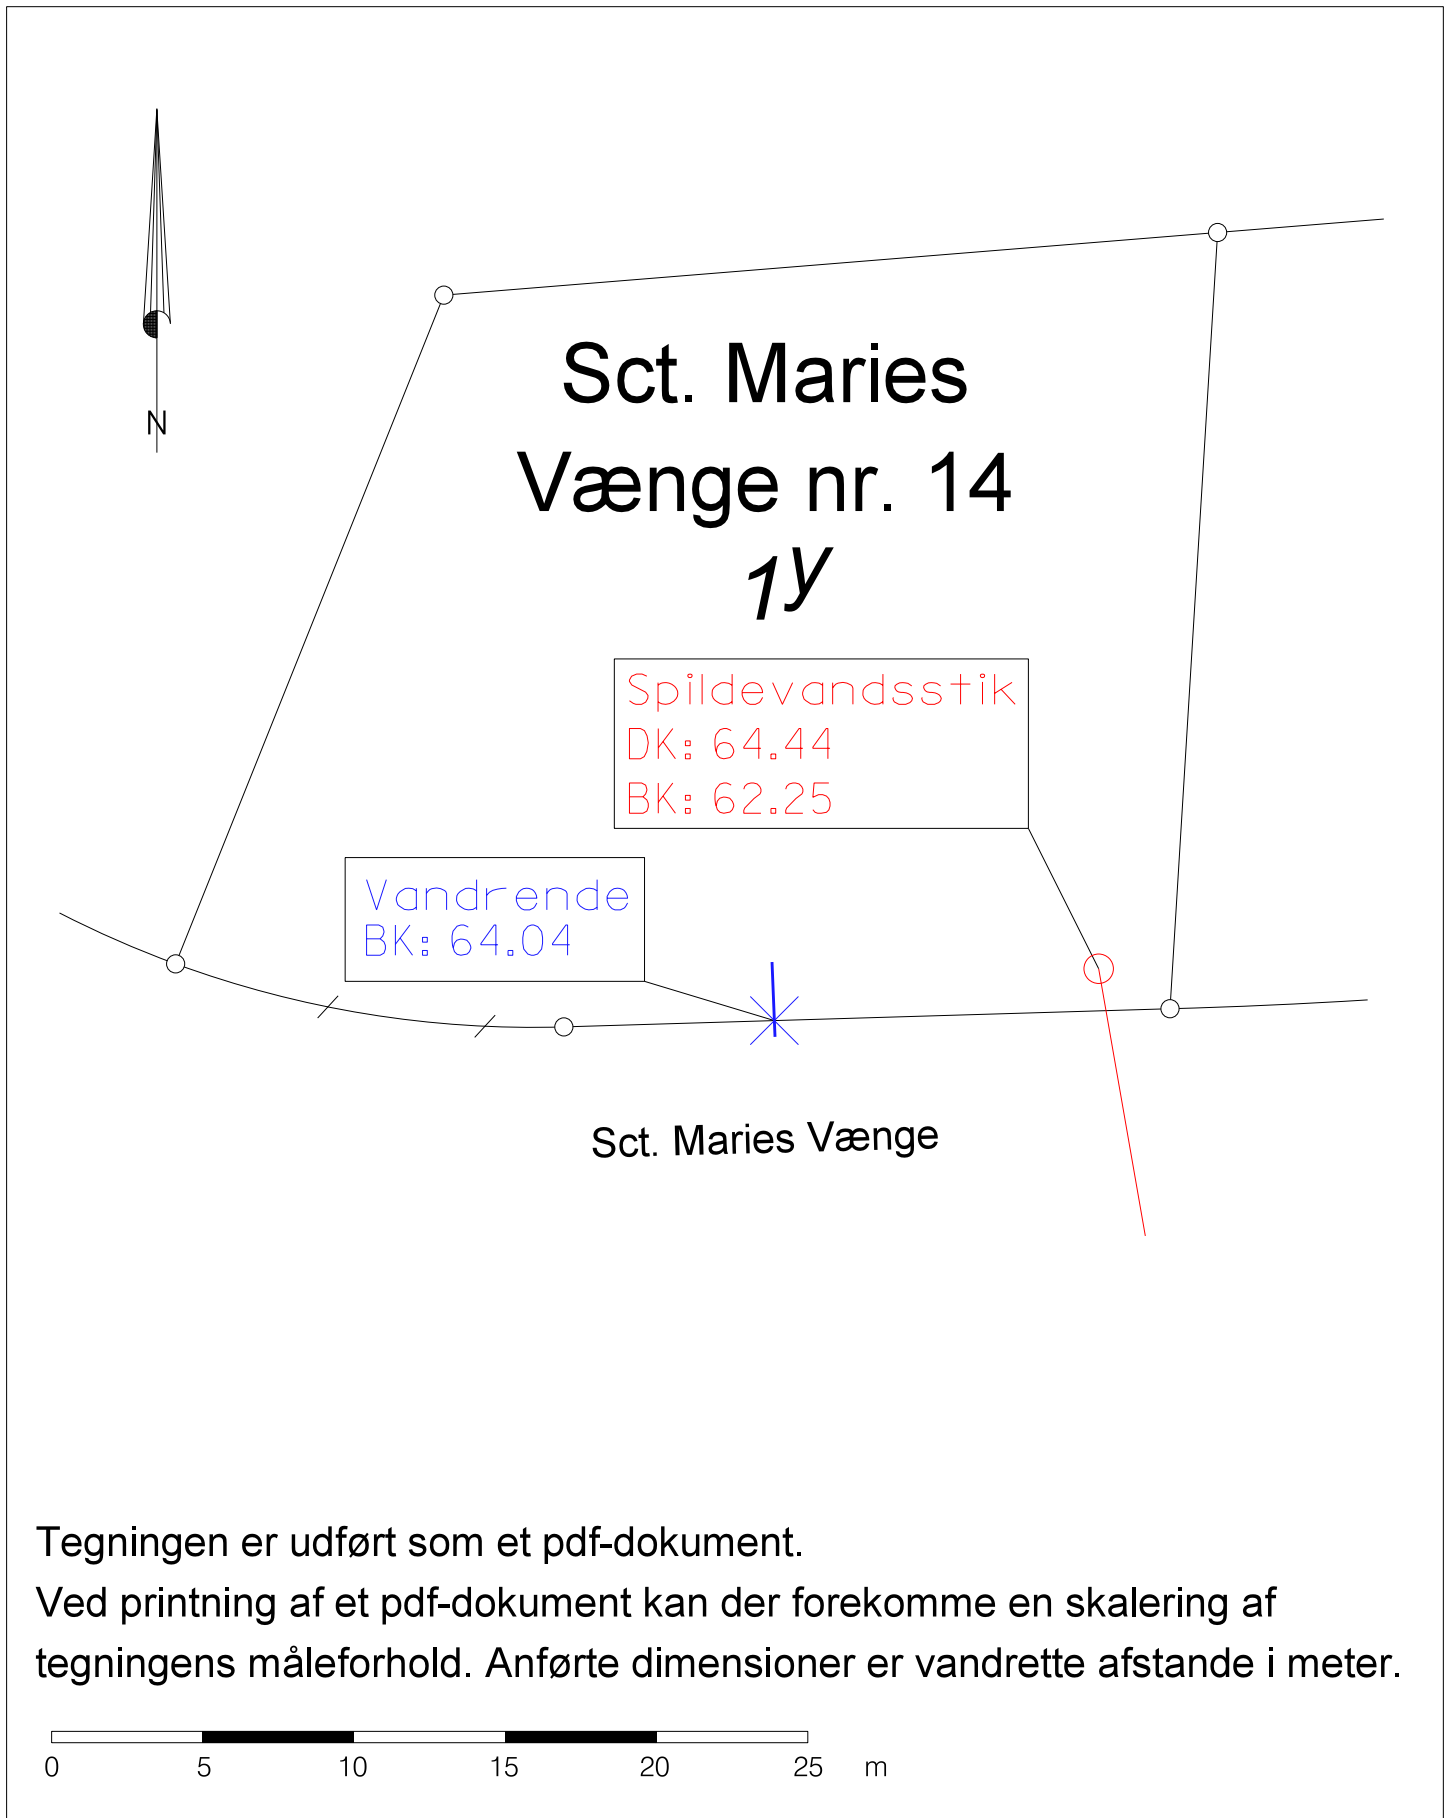 N
Sct. Maries
Vænge nr. 14
1y
Spildevandsstik
DK: 64.44
BK: 62.25
Vandrende
BK: 64.04
Sct. Maries Vænge
Tegningen er udført som et pdf-dokument.
Ved printning af et pdf-dokument kan der forekomme en skalering af
tegningens måleforhold. Anførte dimensioner er vandrette afstande i meter.
0 5 10 15 20 25 m